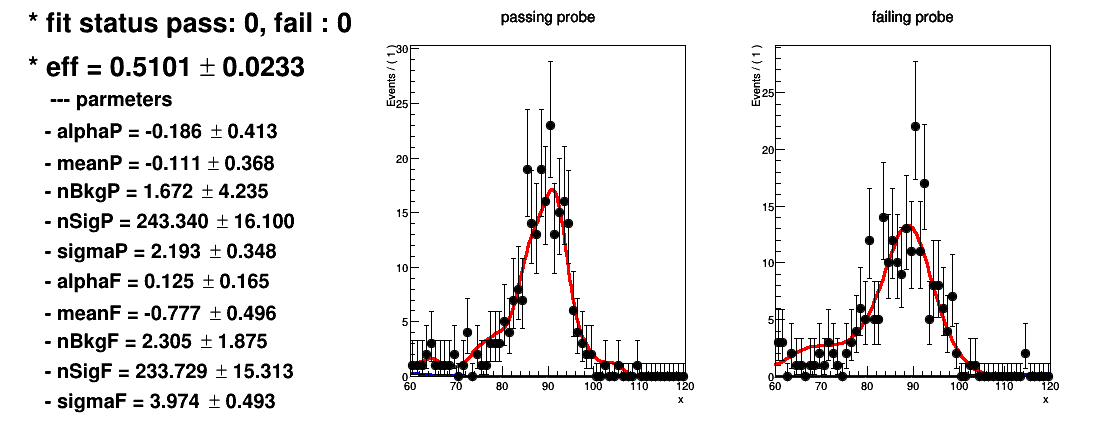 * fit status pass: 0, fail : 0
* eff = 0.5101 ± 0.0233
--- parmeters
- alphaP = -0.186 ± 0.413
- meanP = -0.111 ± 0.368
- nBkgP = 1.672 ± 4.235
- nSigP = 243.340 ± 16.100
- sigmaP = 2.193 ± 0.348
- alphaF = 0.125 ± 0.165
- meanF = -0.777 ± 0.496
- nBkgF = 2.305 ± 1.875
- nSigF = 233.729 ± 15.313
- sigmaF = 3.974 ± 0.493
passing probe
Events / ( 1 )
30
25
20
15
10
5
0
60 70 80 90 100 110 120
x
failing probe
Events / ( 1 )
25
20
15
10
5
0
60 70 80 90 100 110 120
x